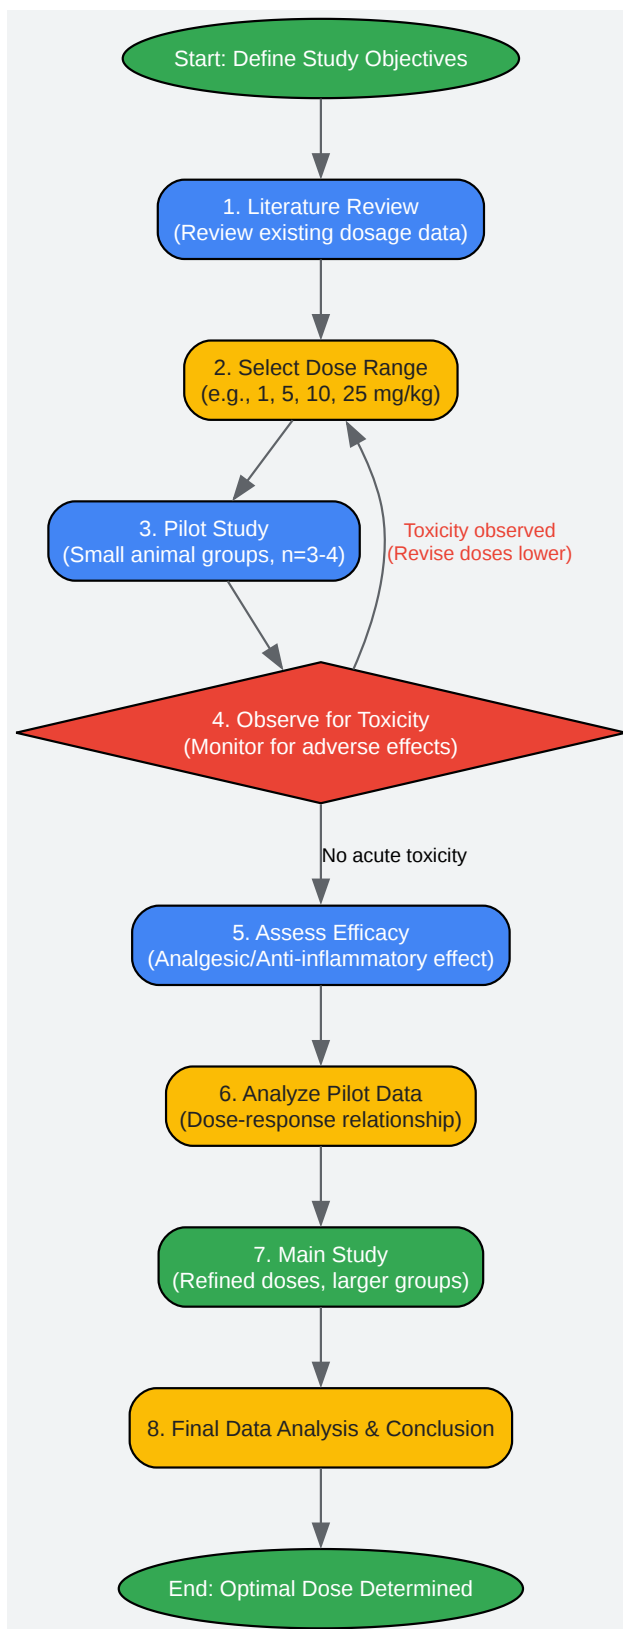 Start: Define Study Objectives
1. Literature Review
(Review existing dosage data)
2. Select Dose Range
(e.g., 1, 5, 10, 25 mg/kg)
3. Pilot Study
(Small animal groups, n=3-4)
Toxicity observed
(Revise doses lower)
4. Observe for Toxicity
(Monitor for adverse effects)
No acute toxicity
5. Assess Efficacy
(Analgesic/Anti-inflammatory effect)
6. Analyze Pilot Data
(Dose-response relationship)
7. Main Study
(Refined doses, larger groups)
8. Final Data Analysis & Conclusion
End: Optimal Dose Determined